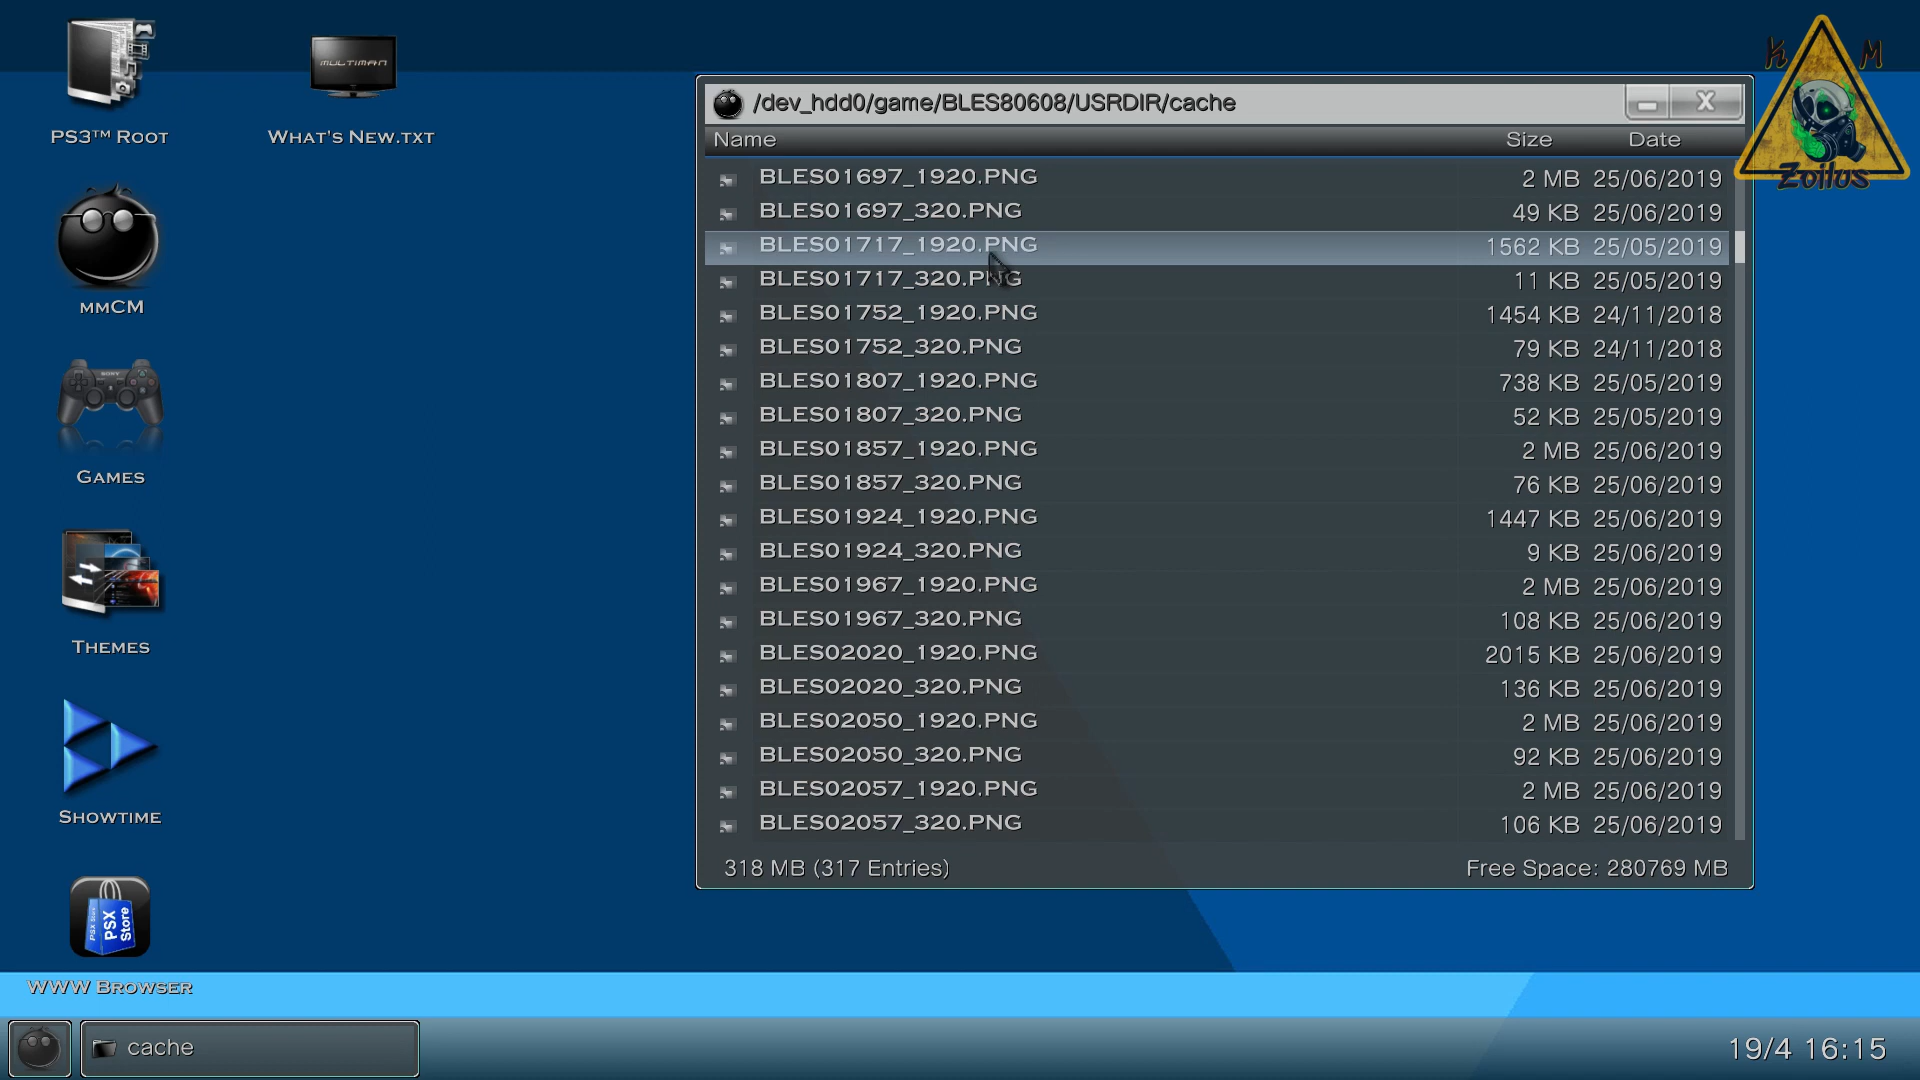 PS3™ Root
MULTIMAN
What's New.txt
mmCM
SONY
Games
Themes
Showtime
PSX Store
PSX Store
WWW Browser
K M
Zoilus
/dev_hdd0/game/BLES80608/USRDIR/cache
Name Size Date
BLES01697_1920.PNG 2 MB 25/06/2019
BLES01697_320.PNG 49 KB 25/06/2019
BLES01717_1920.PNG 1562 KB 25/05/2019
BLES01717_320.PNG 11 KB 25/05/2019
BLES01752_1920.PNG 1454 KB 24/11/2018
BLES01752_320.PNG 79 KB 24/11/2018
BLES01807_1920.PNG 738 KB 25/05/2019
BLES01807_320.PNG 52 KB 25/05/2019
BLES01857_1920.PNG 2 MB 25/06/2019
BLES01857_320.PNG 76 KB 25/06/2019
BLES01924_1920.PNG 1447 KB 25/06/2019
BLES01924_320.PNG 9 KB 25/06/2019
BLES01967_1920.PNG 2 MB 25/06/2019
BLES01967_320.PNG 108 KB 25/06/2019
BLES02020_1920.PNG 2015 KB 25/06/2019
BLES02020_320.PNG 136 KB 25/06/2019
BLES02050_1920.PNG 2 MB 25/06/2019
BLES02050_320.PNG 92 KB 25/06/2019
BLES02057_1920.PNG 2 MB 25/06/2019
BLES02057_320.PNG 106 KB 25/06/2019
318 MB (317 Entries) Free Space: 280769 MB
cache
19/4 16:15